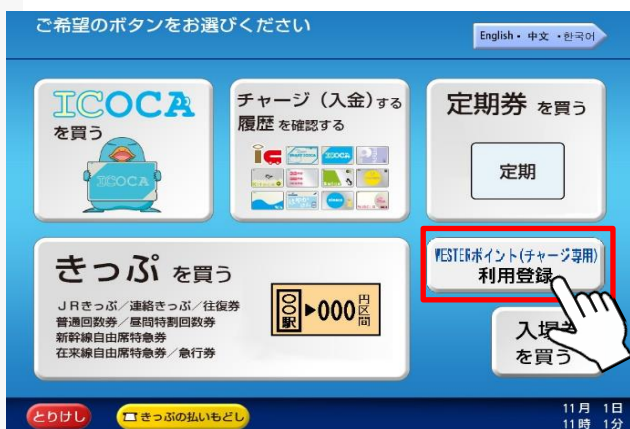 ご希望のボタンをお選びください
English・中文・한국어
ICOCA
を買う
ICOCA
チャージ(入金)する
履歴を確認する
ICOCA
定期券を買う
定期
きっぷを買う
JRきっぷ/連絡きっぷ/往復券
普通回数券/昼間特割回数券
新幹線自由席特急券
在来線自由席特急券/急行券
〇〇駅▶000円区間
WESTERポイント(チャージ専用)
利用登録
入場
を買う
とりけし
きっぷの払いもどし
11月 1日
11時 1分